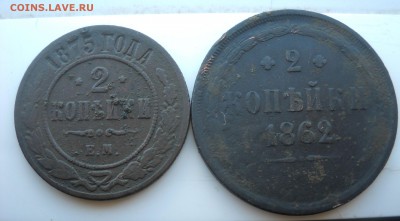 COINS.LAVE.RU
1875 ГОДА
2
КОПѢЙКИ
Е.М.
2
КОПѢЙКИ
1862